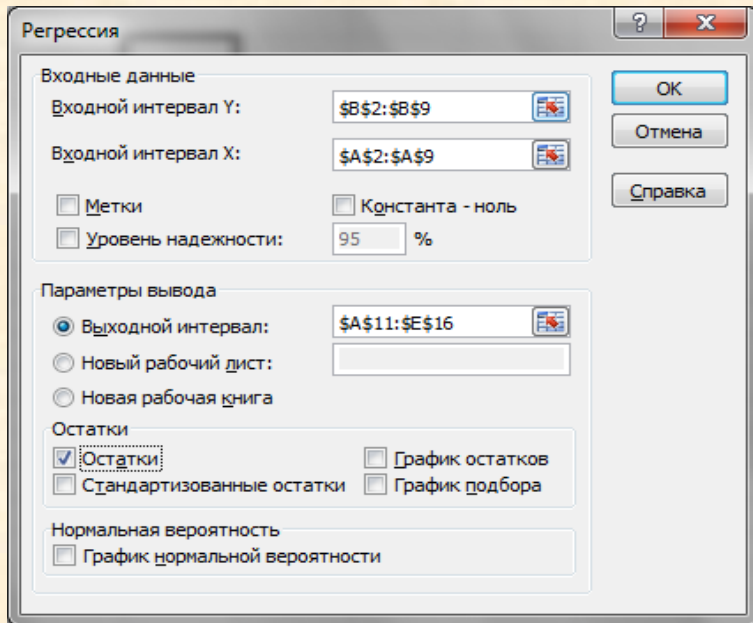 Регрессия
Входные данные
Входной интервал Y: $B$2:$B$9
Входной интервал X: $A$2:$A$9
Метки Константа - ноль
Уровень надежности: 95 %
OK
Отмена
Справка
Параметры вывода
Выходной интервал: $A$11:$E$16
Новый рабочий лист:
Новая рабочая книга
Остатки
Остатки График остатков
Стандартизованные остатки График подбора
Нормальная вероятность
График нормальной вероятности